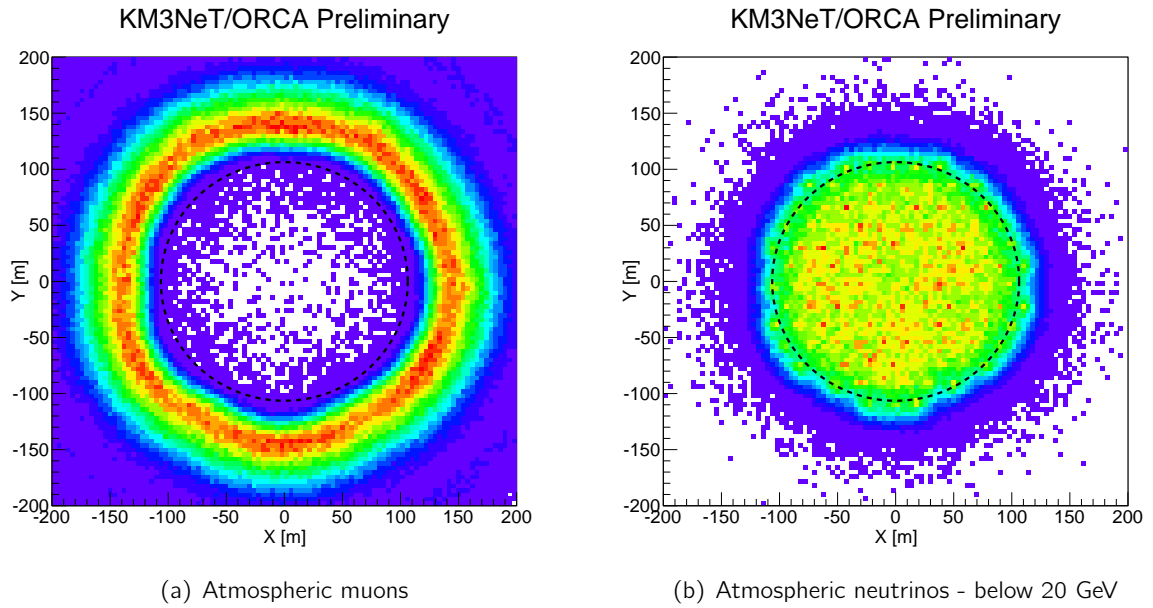 KM3NeT/ORCA Preliminary
Y [m]
200
150
100
50
0
-50
-100
-150
-200
-200 -150 -100 -50 0 50 100 150 200
X [m]
(a) Atmospheric muons
KM3NeT/ORCA Preliminary
Y [m]
200
150
100
50
0
-50
-100
-150
-200
-200 -150 -100 -50 0 50 100 150 200
X [m]
(b) Atmospheric neutrinos - below 20 GeV